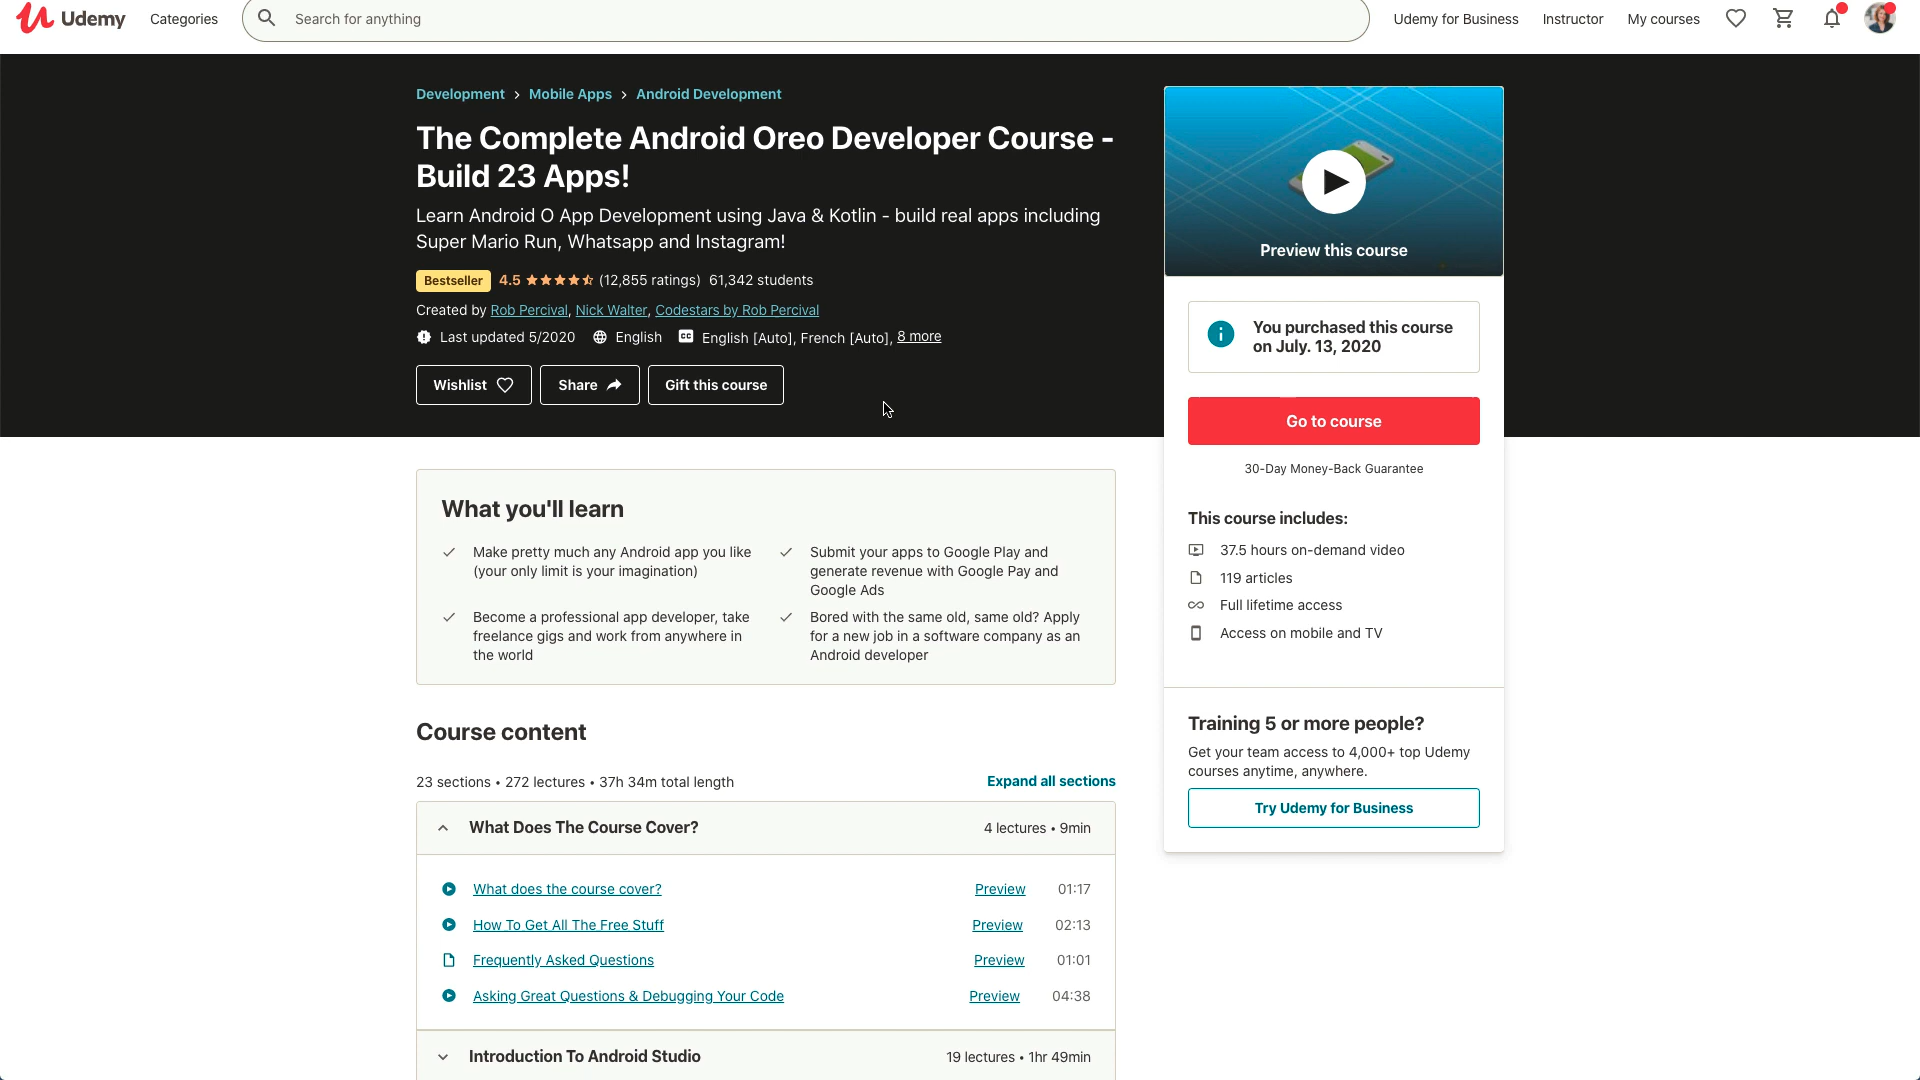 Udemy
Categories
Search for anything
Udemy for Business
Instructor
My courses
Development > Mobile Apps > Android Development
The Complete Android Oreo Developer Course -
Build 23 Apps!
Learn Android O App Development using Java & Kotlin - build real apps including
Super Mario Run, Whatsapp and Instagram!
Bestseller 4.5 (12,855 ratings) 61,342 students
Created by Rob Percival, Nick Walter, Codestars by Rob Percival
Last updated 5/2020 English CC English [Auto], French [Auto], 8 more
Wishlist
Share
Gift this course
Preview this course
You purchased this course
on July. 13, 2020
Go to course
30-Day Money-Back Guarantee
This course includes:
37.5 hours on-demand video
119 articles
Full lifetime access
Access on mobile and TV
Training 5 or more people?
Get your team access to 4,000+ top Udemy
courses anytime, anywhere.
Try Udemy for Business
What you'll learn
Make pretty much any Android app you like
(your only limit is your imagination)
Submit your apps to Google Play and
generate revenue with Google Pay and
Google Ads
Become a professional app developer, take
freelance gigs and work from anywhere in
the world
Bored with the same old, same old? Apply
for a new job in a software company as an
Android developer
Course content
23 sections • 272 lectures • 37h 34m total length
Expand all sections
What Does The Course Cover? 4 lectures • 9min
What does the course cover? Preview 01:17
How To Get All The Free Stuff Preview 02:13
Frequently Asked Questions Preview 01:01
Asking Great Questions & Debugging Your Code Preview 04:38
Introduction To Android Studio 19 lectures • 1hr 49min